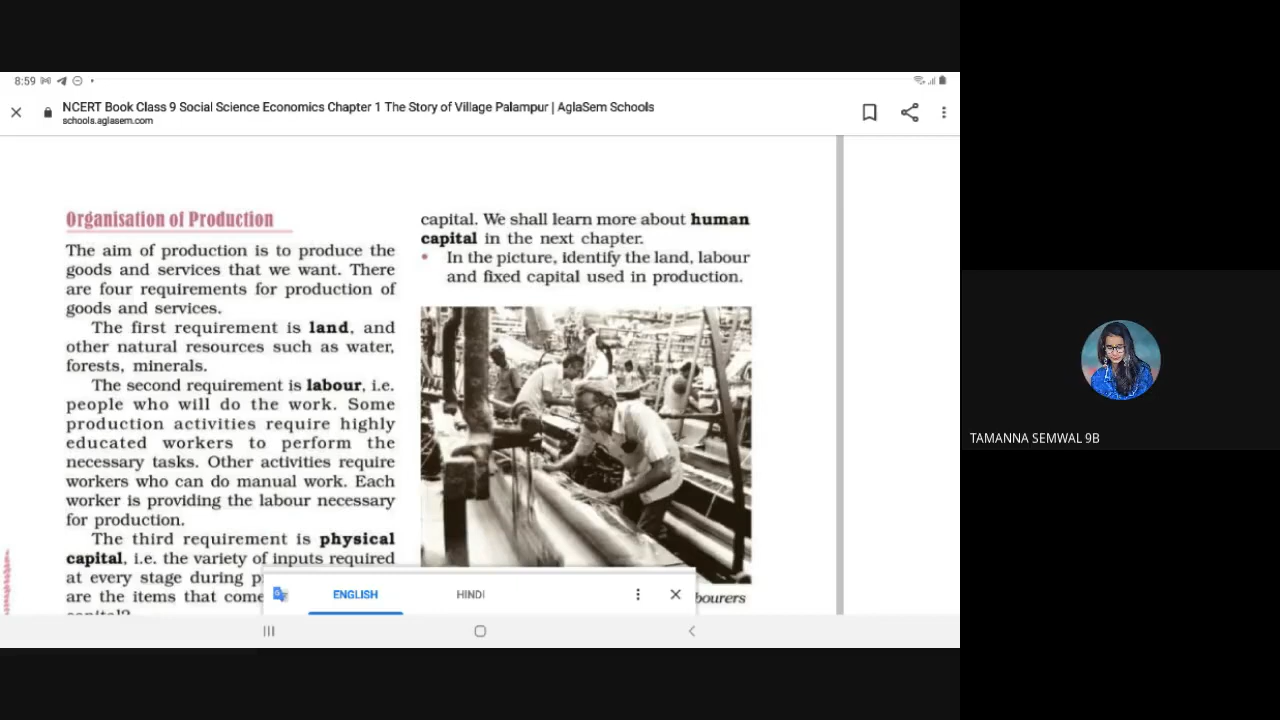 8:59
NCERT Book Class 9 Social Science Economics Chapter 1 The Story of Village Palampur | AglaSem Schools
schools.aglasem.com
Organisation of Production
The aim of production is to produce the
goods and services that we want. There
are four requirements for production of
goods and services.
The first requirement is land, and
other natural resources such as water,
forests, minerals.
The second requirement is labour, i.e.
people who will do the work. Some
production activities require highly
educated workers to perform the
necessary tasks. Other activities require
workers who can do manual work. Each
worker is providing the labour necessary
for production.
The third requirement is physical
capital, i.e. the variety of inputs required
at every stage during
are the items that come
capital. We shall learn more about human
capital in the next chapter.
• In the picture, identify the land, labour
and fixed capital used in production.
ENGLISH
HINDI
TAMANNA SEMWAL 9B